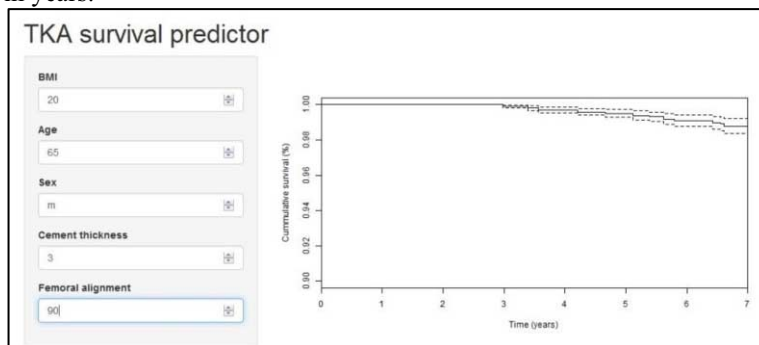 in years.
TKA survival predictor
BMI
20
Age
65
Sex
m
Cement thickness
3
Femoral alignment
90
Cummulative survival (%)
1.00
0.98
0.96
0.94
0.92
0.90
0 1 2 3 4 5 6 7
Time (years)